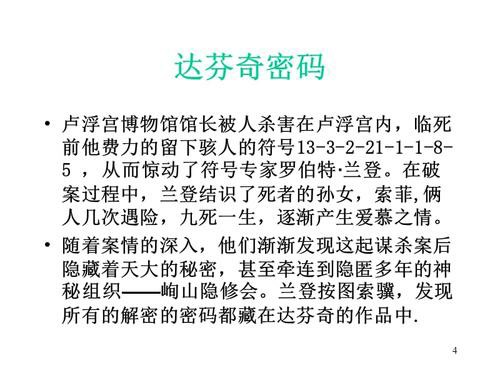 达芬奇密码
• 卢浮宫博物馆馆长被人杀害在卢浮宫内，临死
前他费力的留下骇人的符号13-3-2-21-1-1-8-
5 ，从而惊动了符号专家罗伯特·兰登。在破
案过程中，兰登结识了死者的孙女，索菲,俩
人几次遇险，九死一生，逐渐产生爱慕之情。
• 随着案情的深入，他们渐渐发现这起谋杀案后
隐藏着天大的秘密，甚至牵连到隐匿多年的神
秘组织——峋山隐修会。兰登按图索骥，发现
所有的解密的密码都藏在达芬奇的作品中.
4